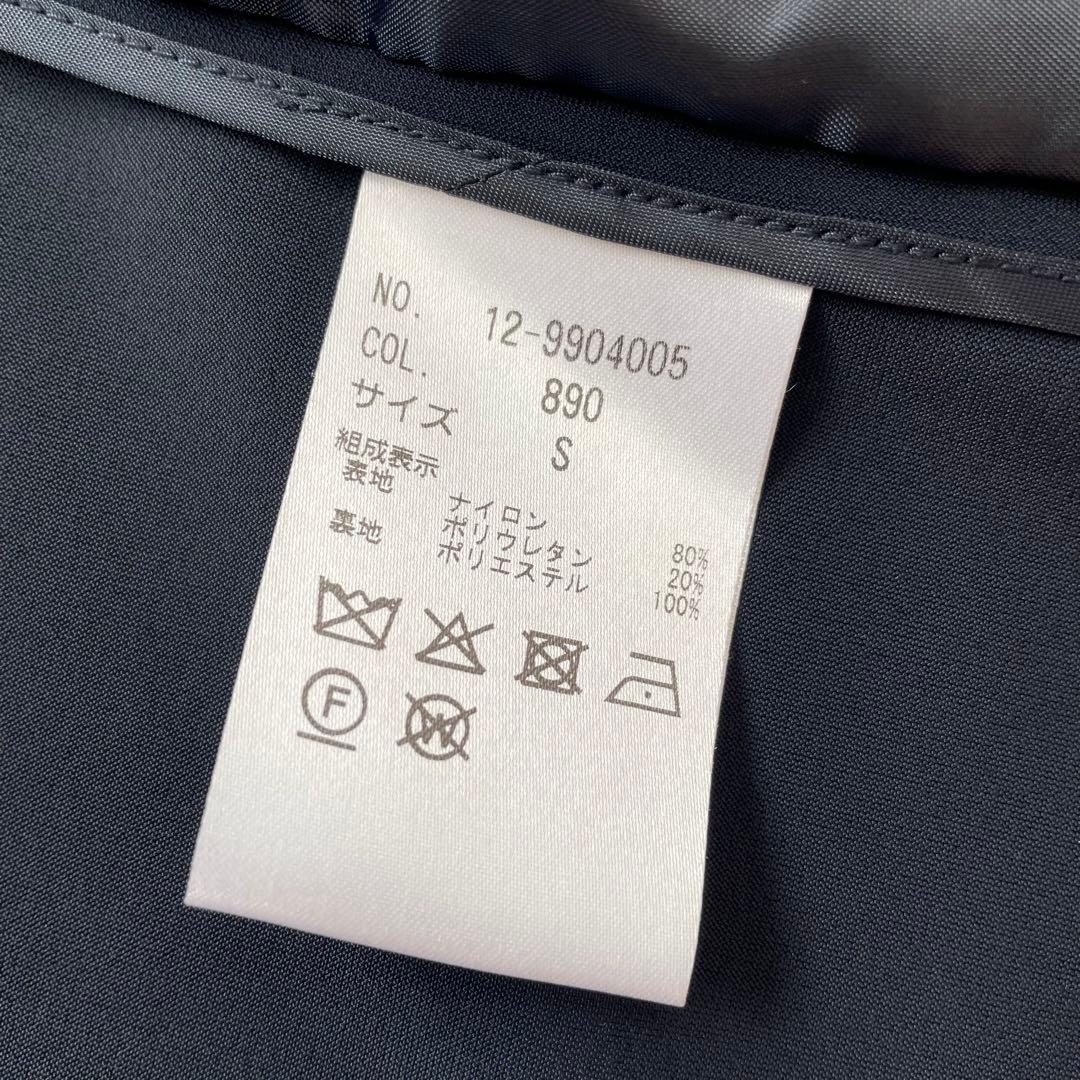 NO. 12-9904005
COL. 890
サイズ S
組成表示
表地 ナイロン 80%
ポリウレタン 20%
裏地 ポリエステル 100%
F W